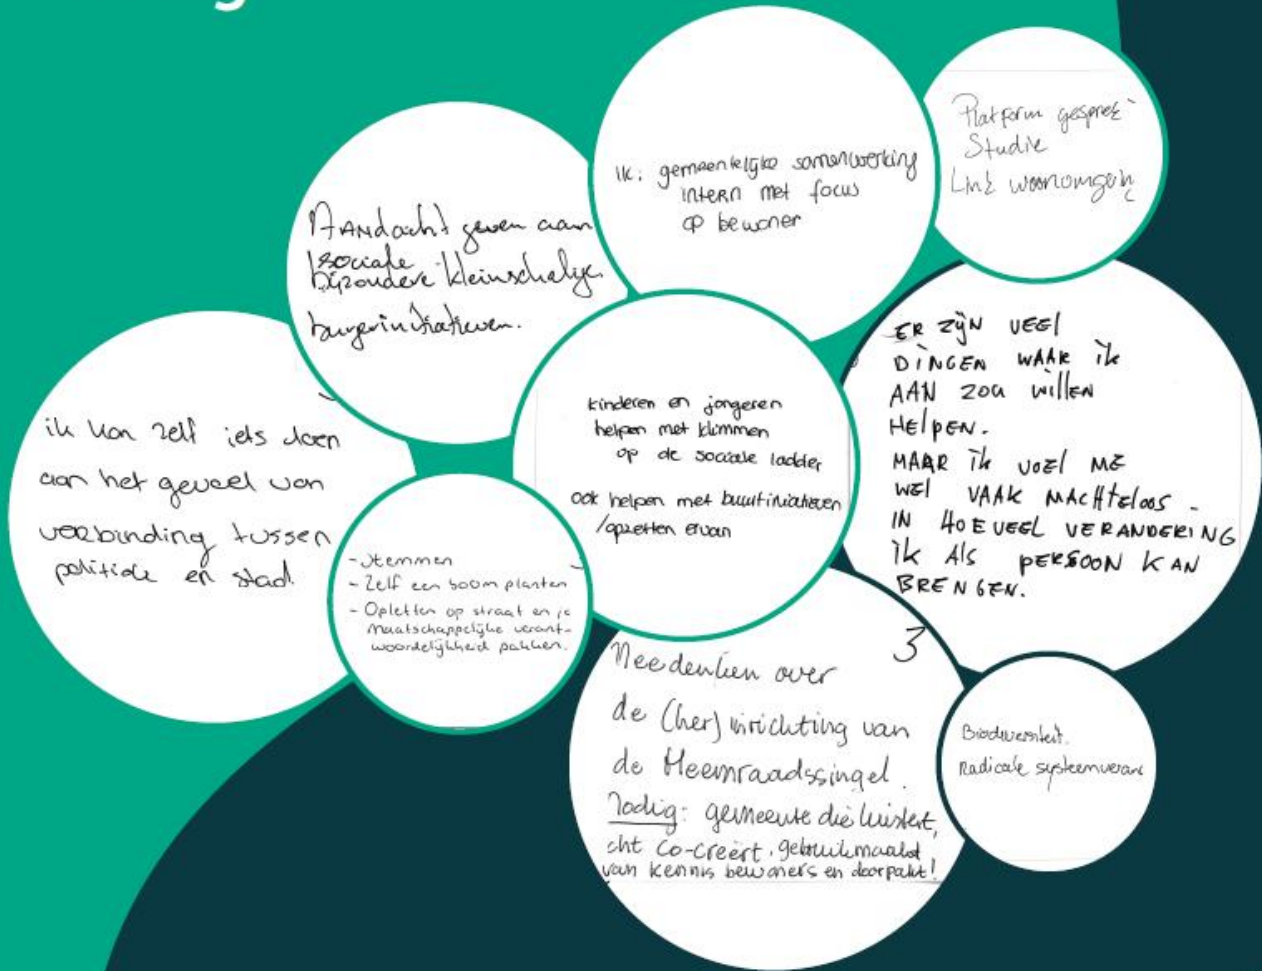 Platform gesprek
Studie
Link woonomgev
ik: gemeentelijke samenwerking
intern met focus
op bewoner
Aandacht geven aan
sociale
bijzondere kleinschalige
burgerinitiatieven.
ER ZIJN VEEL
DINGEN WAAR ik
AAN ZOU WILLEN
HELPEN.
MAAR ik VOEL ME
WEL VAAK MACHTELOOS -
IN HOEVEEL VERANDERING
IK ALS PERSOON KAN
BRENGEN.
kinderen en jongeren
helpen met klimmen
op de sociale ladder
ook helpen met buurtiniatieven
/opzetten ervan
ik kan zelf iets doen
aan het gevoel van
verbinding tussen
politiek en stad
- Stemmen
- Zelf een boom planten
- Opletten op straat en je
maatschappelijke verant-
woordelijkheid pakken.
3
Meedenken over
de (her)inrichting van
de Heemraadssingel.
Nodig: gemeente die luistert,
cht co-creëert, gebruikmaakt
van kennis bewoners en doorpakt!
Biodiversiteit.
Radicale systeemveran